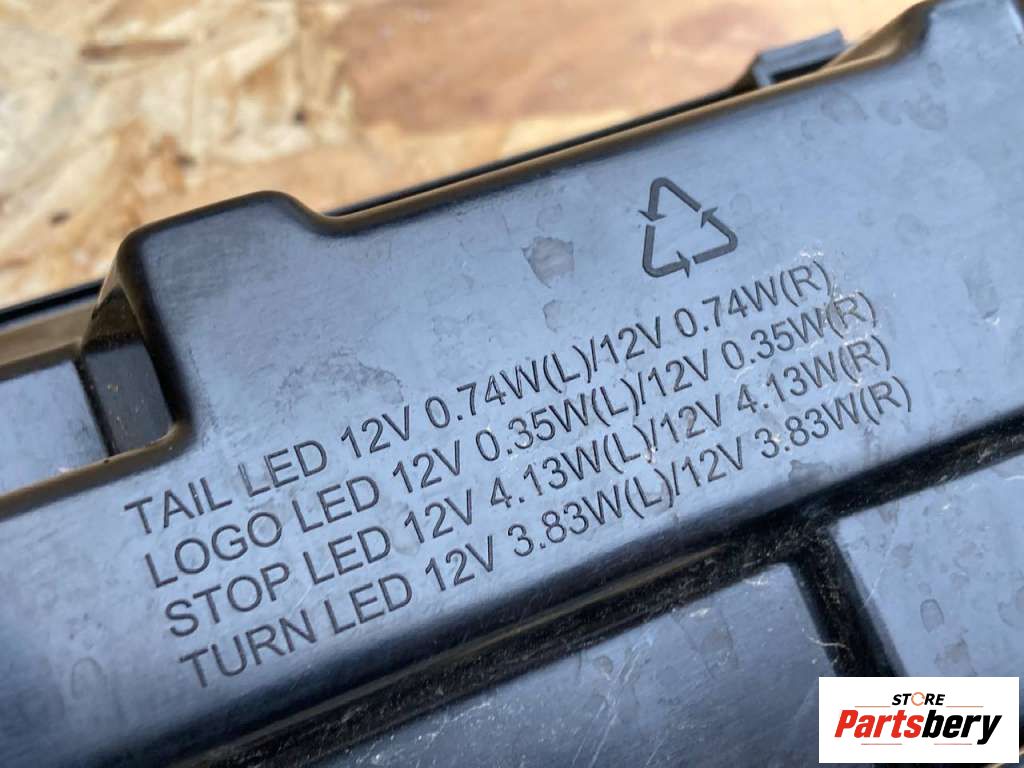 TAIL LED 12V 0.74W(L)/12V 0.74W(R)
LOGO LED 12V 0.35W(L)/12V 0.35W(R)
STOP LED 12V 4.13W(L)/12V 4.13W(R)
TURN LED 12V 3.83W(L)/12V 3.83W(R)
STORE
Partsbery